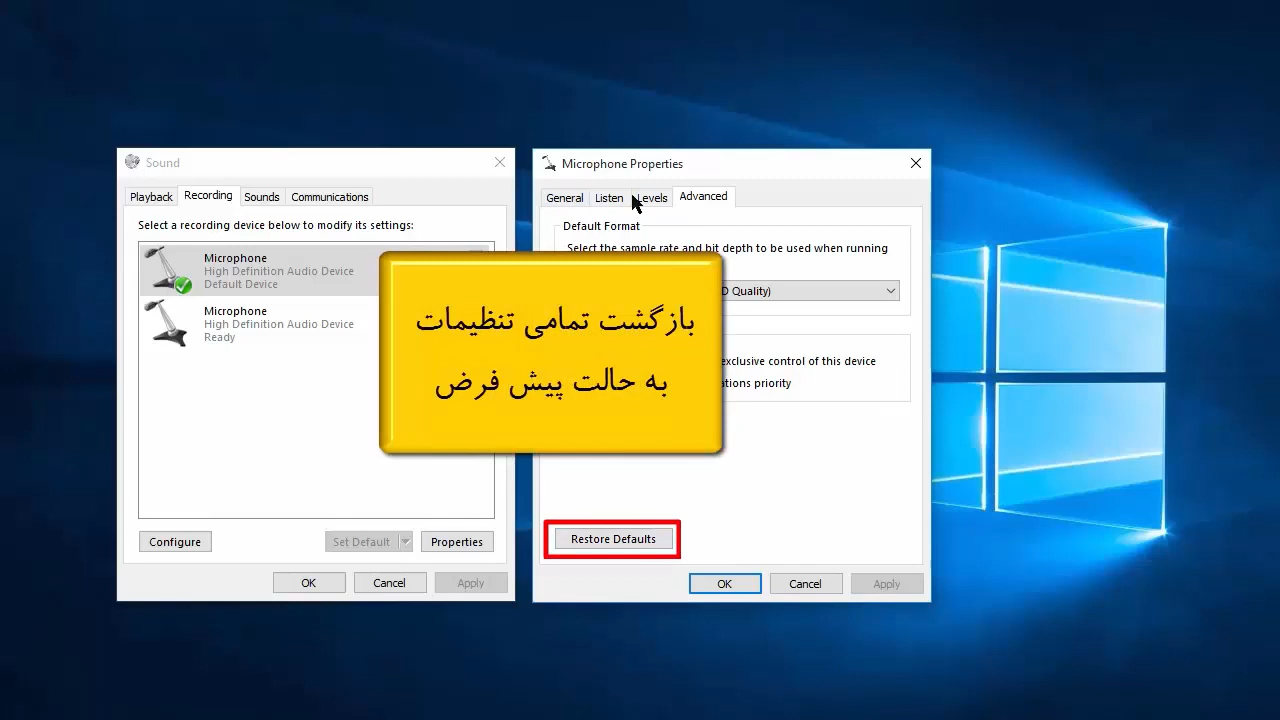 Sound
Playback
Recording
Sounds
Communications
Select a recording device below to modify its settings:
Microphone
High Definition Audio Device
Default Device
Microphone
High Definition Audio Device
Ready
Configure
Set Default
Properties
OK
Cancel
Apply
بازگشت تمامی تنظیمات
به حالت پیش فرض
Microphone Properties
General
Listen
Levels
Advanced
Default Format
Select the sample rate and bit depth to be used when running
Quality)
exclusive control of this device
priority
Restore Defaults
OK
Cancel
Apply